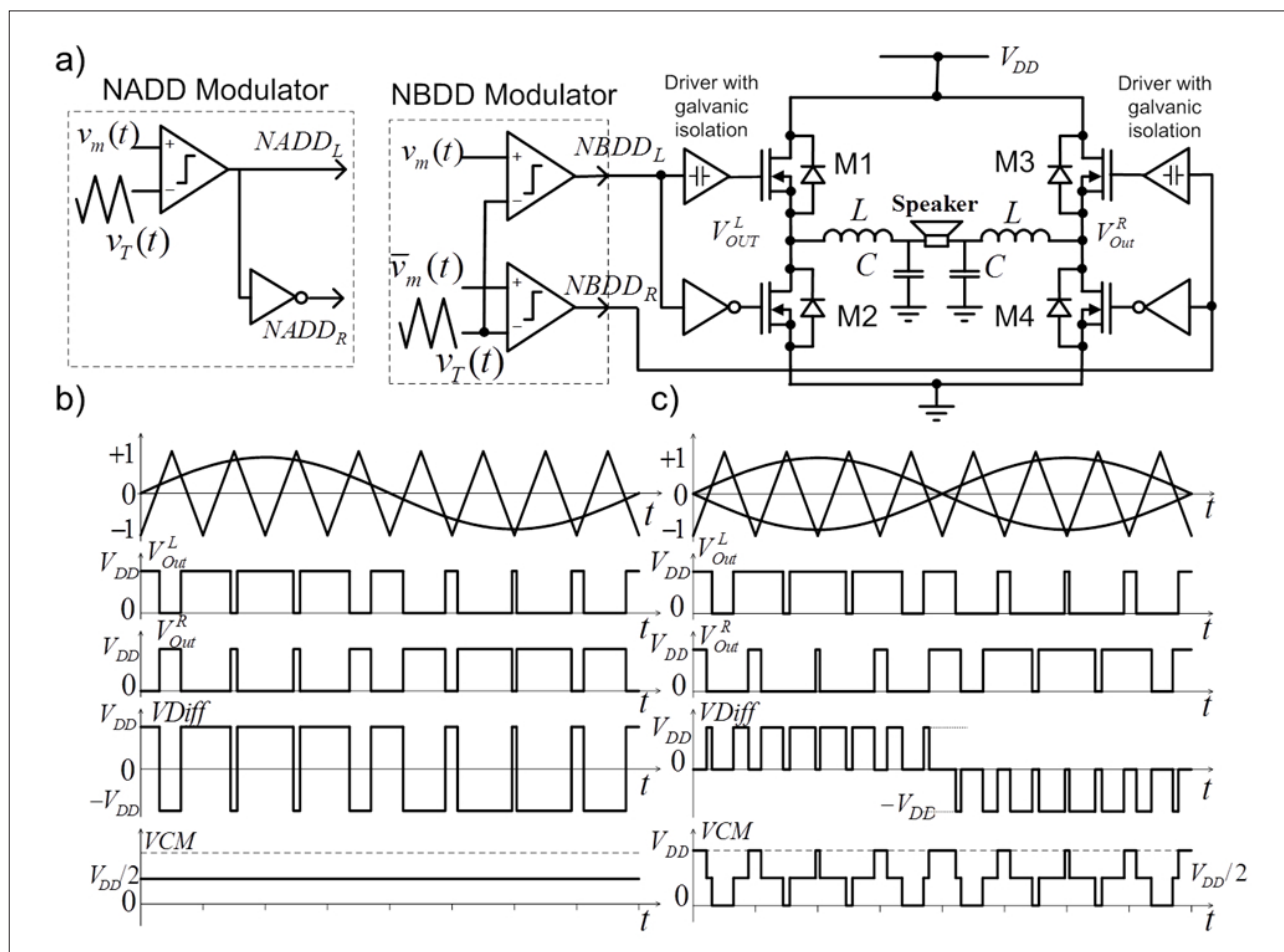 a)
NADD Modulator
v_m(t)
+
−
v_T(t)
NADD_L
NADD_R
NBDD Modulator
v_m(t)
+
−
NBDD_L
v̅_m(t)
+
−
NBDD_R
v_T(t)
Driver with
galvanic
isolation
V_DD
Driver with
galvanic
isolation
M1
M3
V_OUT^L
L
Speaker
L
V_Out^R
C
C
M2
M4
b)
+1
0
−1
t
V_Out^L
V_DD
0
t
V_Out^R
V_DD
0
t
VDiff
V_DD
0
−V_DD
t
VCM
V_DD/2
0
t
c)
+1
0
−1
t
V_Out^L
V_DD
0
t
V_Out^R
V_DD
0
t
VDiff
V_DD
0
−V_DD
t
VCM
V_DD
V_DD/2
0
t